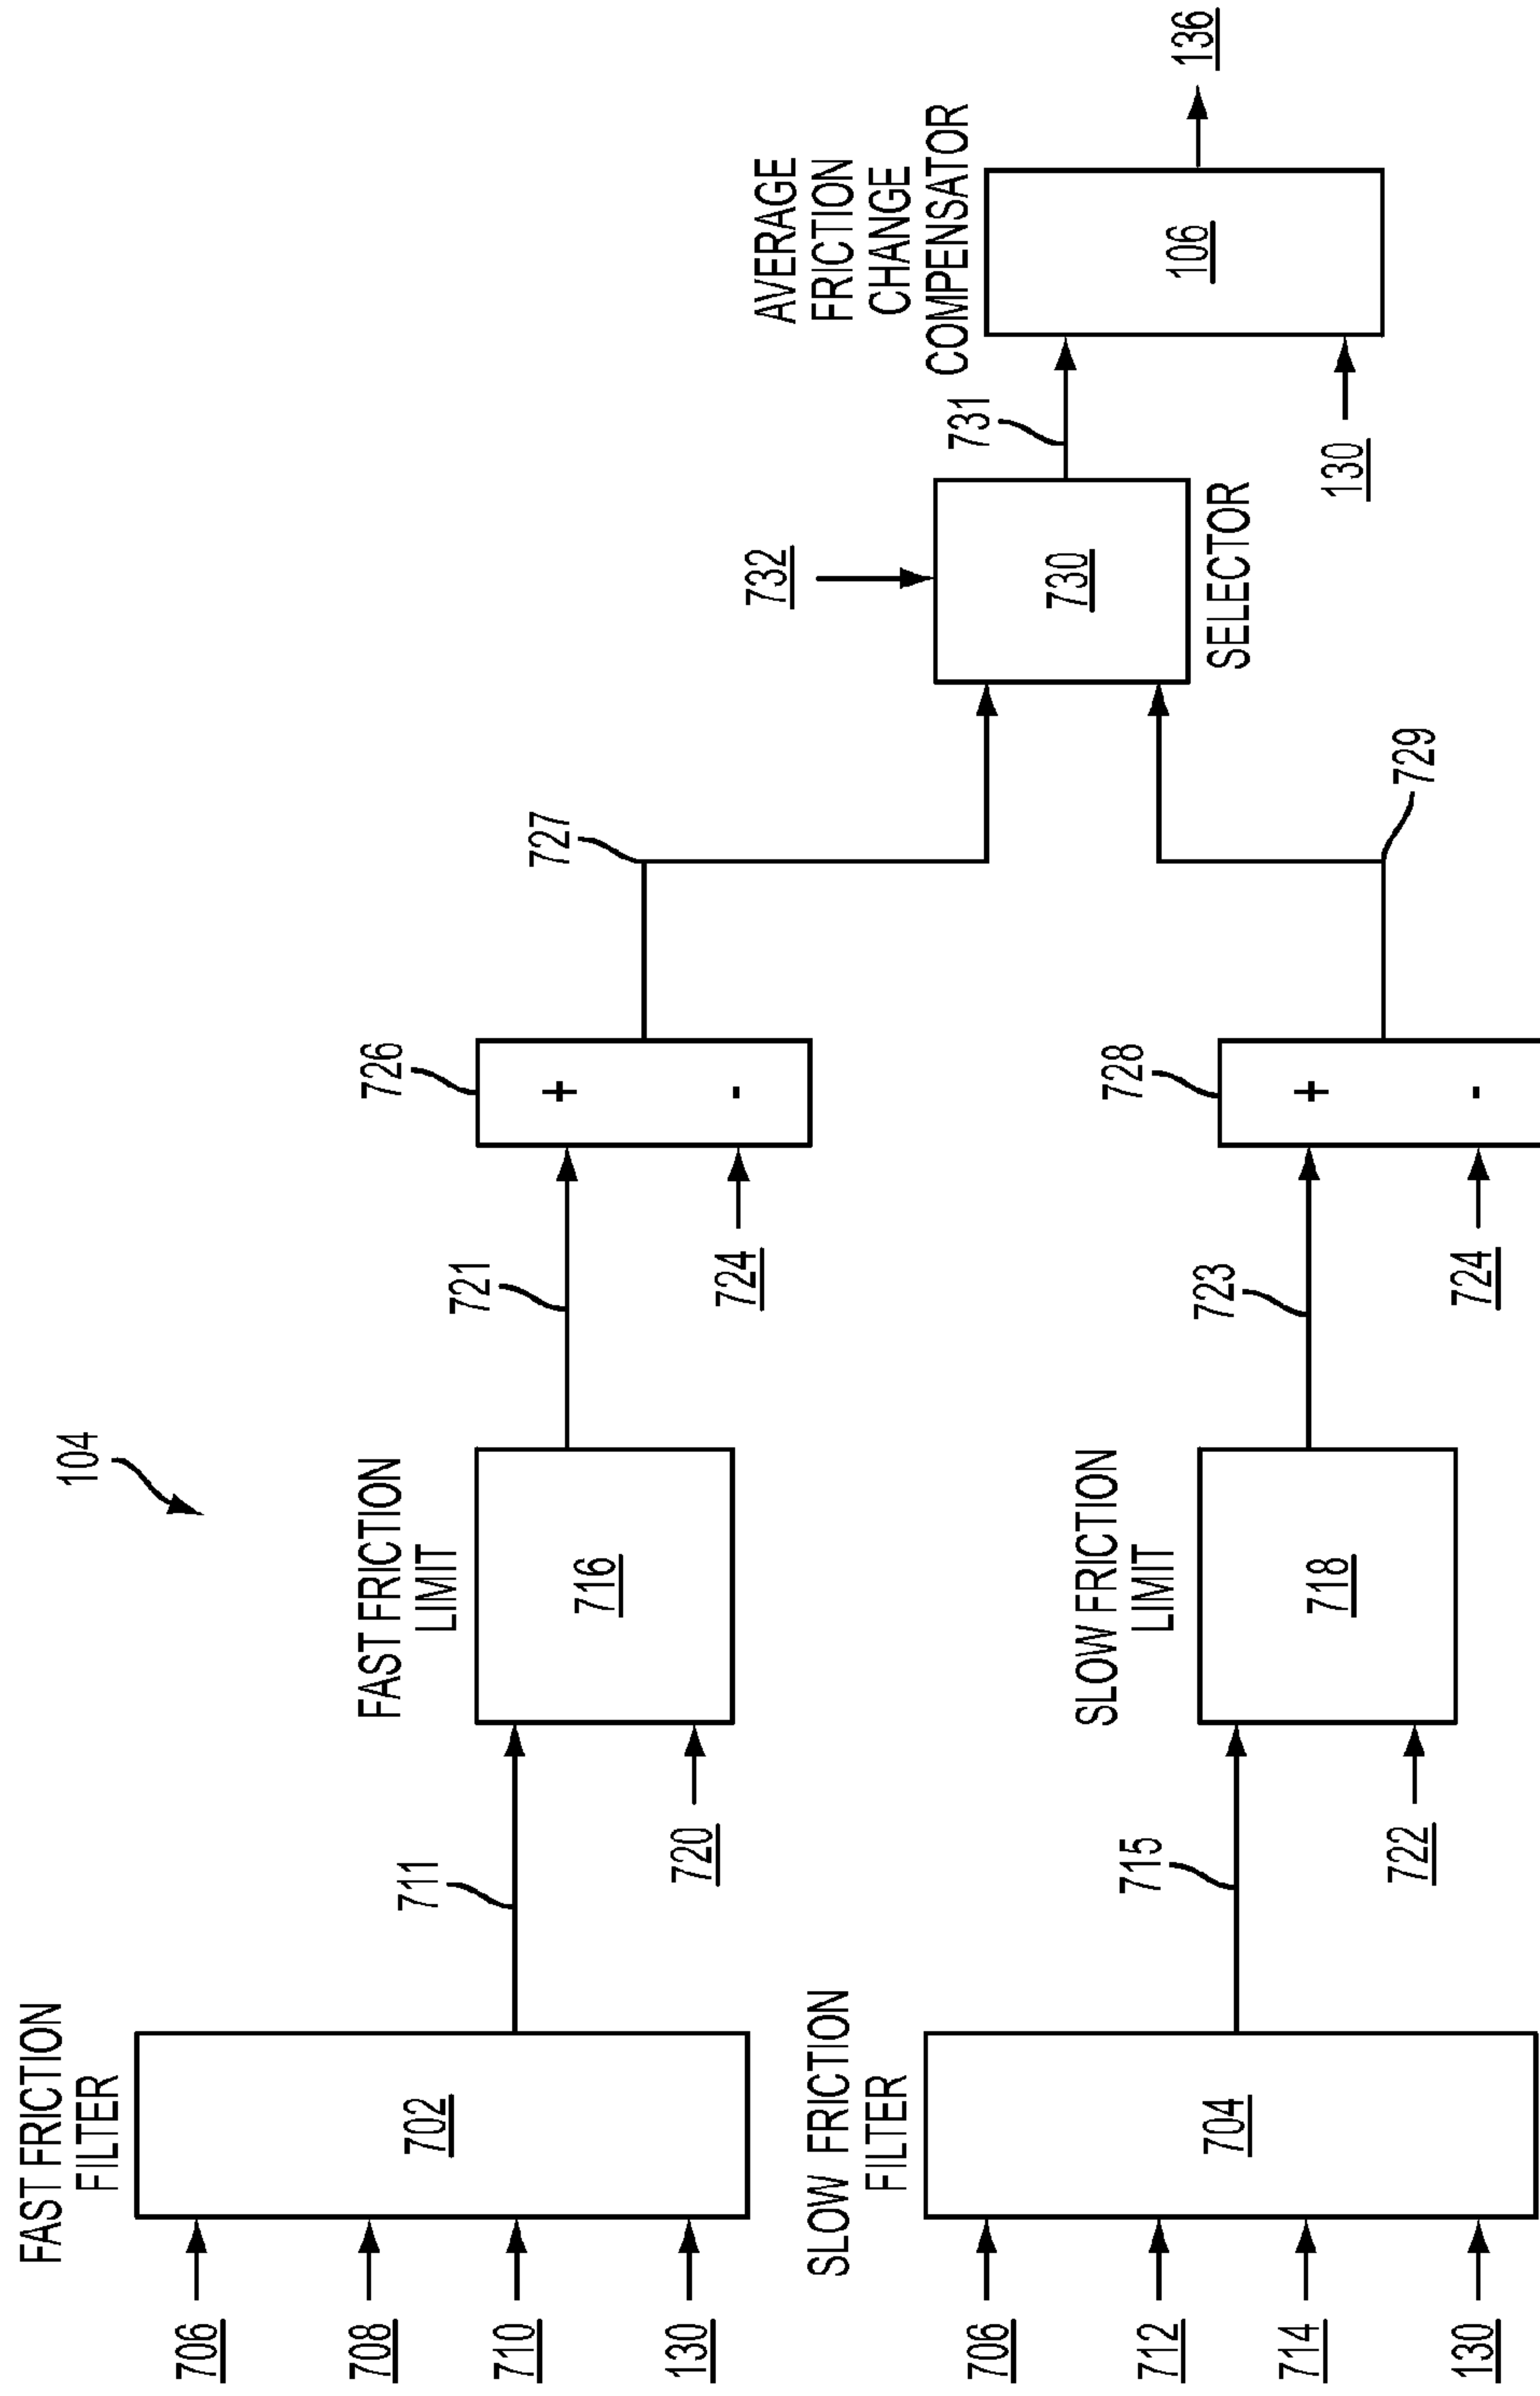 104
FAST FRICTION
FILTER
702
706
708
710
130
711
FAST FRICTION
LIMIT
716
720
721
726
+
-
724
727
SLOW FRICTION
FILTER
704
706
712
714
130
715
SLOW FRICTION
LIMIT
718
722
723
728
+
-
724
729
732
730
SELECTOR
731
AVERAGE
FRICTION
CHANGE
COMPENSATOR
106
130
136